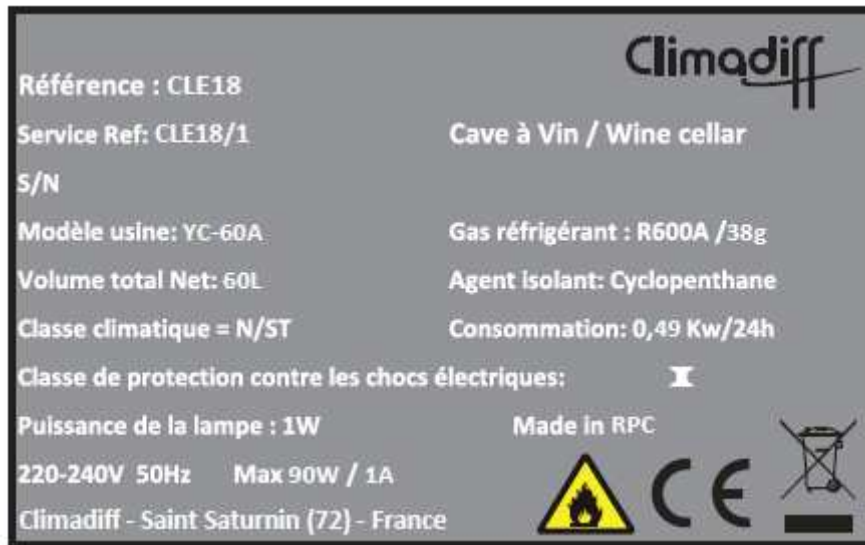 Climadiff
Référence : CLE18
Service Ref: CLE18/1 Cave à Vin / Wine cellar
S/N
Modèle usine: YC-60A Gas réfrigérant : R600A /38g
Volume total Net: 60L Agent isolant: Cyclopenthane
Classe climatique = N/ST Consommation: 0,49 Kw/24h
Classe de protection contre les chocs électriques: I
Puissance de la lampe : 1W Made in RPC
220-240V 50Hz Max 90W / 1A
Climadiff - Saint Saturnin (72) - France CE